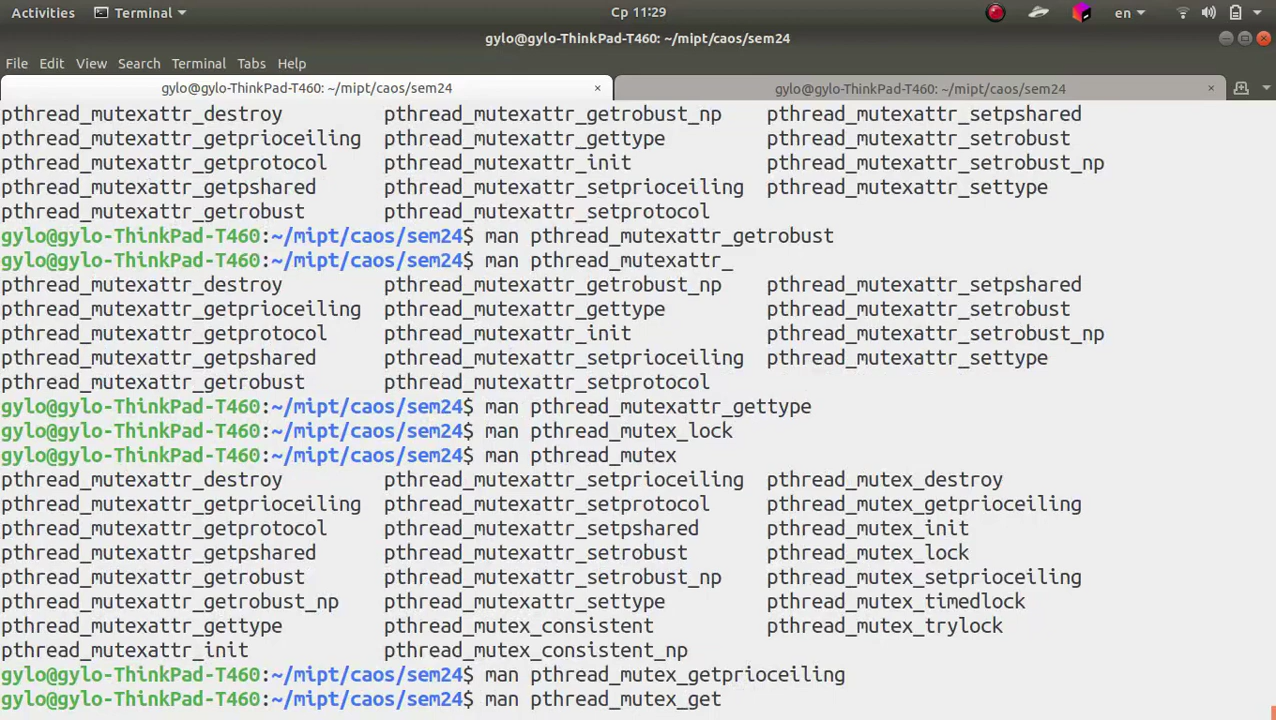 Activities Terminal Ср 11:29 en
gylo@gylo-ThinkPad-T460: ~/mipt/caos/sem24
File Edit View Search Terminal Tabs Help
gylo@gylo-ThinkPad-T460: ~/mipt/caos/sem24 × gylo@gylo-ThinkPad-T460: ~/mipt/caos/sem24 ×
pthread_mutexattr_destroy pthread_mutexattr_getrobust_np pthread_mutexattr_setpshared
pthread_mutexattr_getprioceiling pthread_mutexattr_gettype pthread_mutexattr_setrobust
pthread_mutexattr_getprotocol pthread_mutexattr_init pthread_mutexattr_setrobust_np
pthread_mutexattr_getpshared pthread_mutexattr_setprioceiling pthread_mutexattr_settype
pthread_mutexattr_getrobust pthread_mutexattr_setprotocol
gylo@gylo-ThinkPad-T460:~/mipt/caos/sem24$ man pthread_mutexattr_getrobust
gylo@gylo-ThinkPad-T460:~/mipt/caos/sem24$ man pthread_mutexattr_
pthread_mutexattr_destroy pthread_mutexattr_getrobust_np pthread_mutexattr_setpshared
pthread_mutexattr_getprioceiling pthread_mutexattr_gettype pthread_mutexattr_setrobust
pthread_mutexattr_getprotocol pthread_mutexattr_init pthread_mutexattr_setrobust_np
pthread_mutexattr_getpshared pthread_mutexattr_setprioceiling pthread_mutexattr_settype
pthread_mutexattr_getrobust pthread_mutexattr_setprotocol
gylo@gylo-ThinkPad-T460:~/mipt/caos/sem24$ man pthread_mutexattr_gettype
gylo@gylo-ThinkPad-T460:~/mipt/caos/sem24$ man pthread_mutex_lock
gylo@gylo-ThinkPad-T460:~/mipt/caos/sem24$ man pthread_mutex
pthread_mutexattr_destroy pthread_mutexattr_setprioceiling pthread_mutex_destroy
pthread_mutexattr_getprioceiling pthread_mutexattr_setprotocol pthread_mutex_getprioceiling
pthread_mutexattr_getprotocol pthread_mutexattr_setpshared pthread_mutex_init
pthread_mutexattr_getpshared pthread_mutexattr_setrobust pthread_mutex_lock
pthread_mutexattr_getrobust pthread_mutexattr_setrobust_np pthread_mutex_setprioceiling
pthread_mutexattr_getrobust_np pthread_mutexattr_settype pthread_mutex_timedlock
pthread_mutexattr_gettype pthread_mutex_consistent pthread_mutex_trylock
pthread_mutexattr_init pthread_mutex_consistent_np
gylo@gylo-ThinkPad-T460:~/mipt/caos/sem24$ man pthread_mutex_getprioceiling
gylo@gylo-ThinkPad-T460:~/mipt/caos/sem24$ man pthread_mutex_get